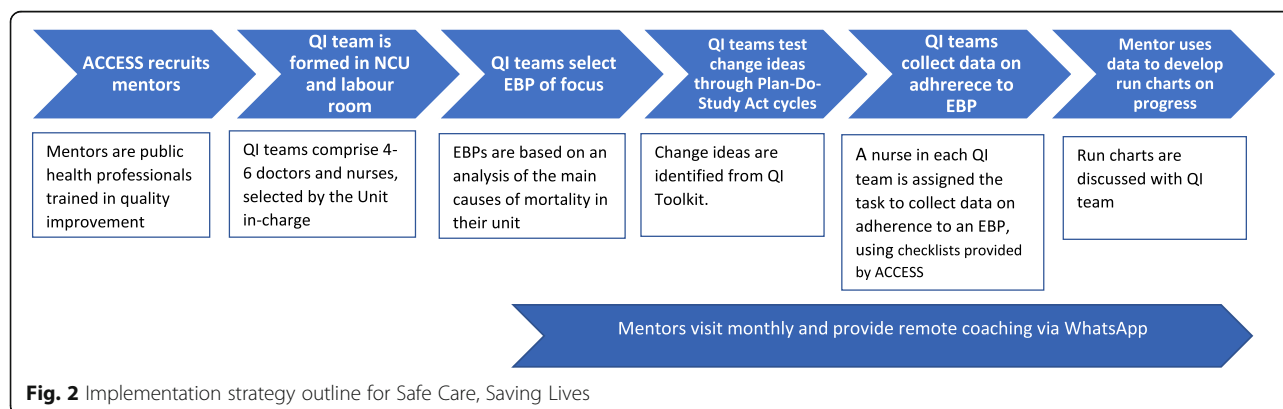 ACCESS recruits
mentors
QI team is
formed in NCU
and labour
room
QI teams select
EBP of focus
QI teams test
change ideas
through Plan-Do-
Study Act cycles
QI teams
collect data on
adhrerece to
EBP
Mentor uses
data to develop
run charts on
progress
Mentors are public
health professionals
trained in quality
improvement
QI teams comprise 4-
6 doctors and nurses,
selected by the Unit
in-charge
EBPs are based on an
analysis of the main
causes of mortality in
their unit
Change ideas are
identified from QI
Toolkit.
A nurse in each QI
team is assigned the
task to collect data on
adherence to an EBP,
using checklists provided
by ACCESS
Run charts are
discussed with QI
team
Mentors visit monthly and provide remote coaching via WhatsApp
Fig. 2 Implementation strategy outline for Safe Care, Saving Lives